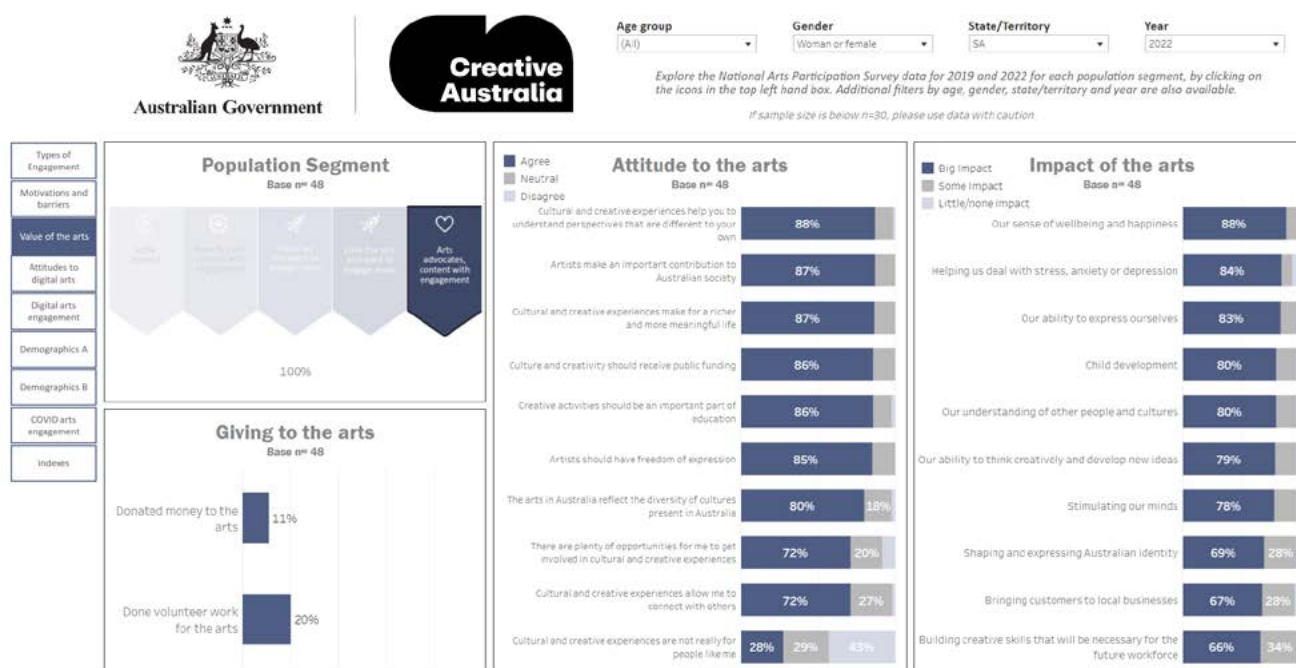 Australian Government
Creative
Australia
Age group
(All)
Gender
Woman or female
State/Territory
SA
Year
2022
Explore the National Arts Participation Survey data for 2019 and 2022 for each population segment, by clicking on
the icons in the top left hand box. Additional filters by age, gender, state/territory and year are also available.
If sample size is below n=30, please use data with caution
Types of
Engagement
Motivations and
barriers
Value of the arts
Attitudes to
digital arts
Digital arts
engagement
Demographics A
Demographics B
COVID arts
engagement
Indexes
Population Segment
Base n= 48
Arts
advocates,
content with
engagement
100%
Giving to the arts
Base n= 48
Donated money to the
arts
11%
Done volunteer work
for the arts
20%
Agree
Neutral
Disagree
Attitude to the arts
Base n= 48
Cultural and creative experiences help you to
understand perspectives that are different to your
own
88%
Artists make an important contribution to
Australian society
87%
Cultural and creative experiences make for a richer
and more meaningful life
87%
Culture and creativity should receive public funding
86%
Creative activities should be an important part of
education
86%
Artists should have freedom of expression
85%
The arts in Australia reflect the diversity of cultures
present in Australia
80% 18%
There are plenty of opportunities for me to get
involved in cultural and creative experiences
72% 20%
Cultural and creative experiences allow me to
connect with others
72% 27%
Cultural and creative experiences are not really for
people like me
28% 29% 43%
Big Impact
Some Impact
Little/none impact
Impact of the arts
Base n= 48
Our sense of wellbeing and happiness
88%
Helping us deal with stress, anxiety or depression
84%
Our ability to express ourselves
83%
Child development
80%
Our understanding of other people and cultures
80%
Our ability to think creatively and develop new ideas
79%
Stimulating our minds
78%
Shaping and expressing Australian identity
69% 28%
Bringing customers to local businesses
67% 28%
Building creative skills that will be necessary for the
future workforce
66% 34%